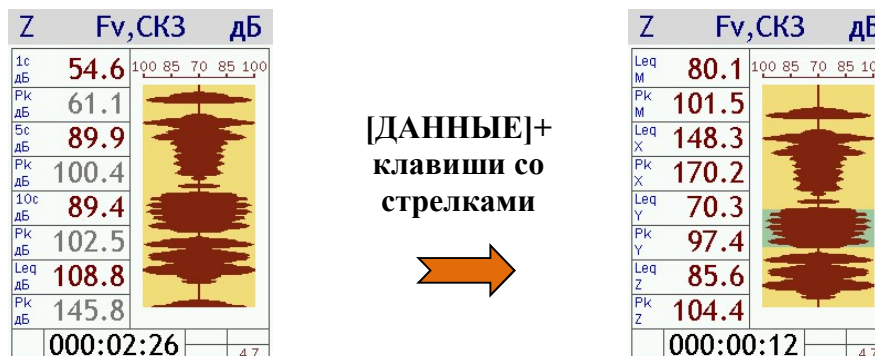 Z Fv,СКЗ дБ
1с дБ 54.6
100 85 70 85 100
Pk дБ 61.1
5с дБ 89.9
Pk дБ 100.4
10с дБ 89.4
Pk дБ 102.5
Leq дБ 108.8
Pk дБ 145.8
000:02:26
4.7
[ДАННЫЕ]+
клавиши со
стрелками
Z Fv,СКЗ дБ
Leq М 80.1
100 85 70 85 10
Pk М 101.5
Leq X 148.3
Pk X 170.2
Leq Y 70.3
Pk Y 97.4
Leq Z 85.6
Pk Z 104.4
000:00:12
4.7